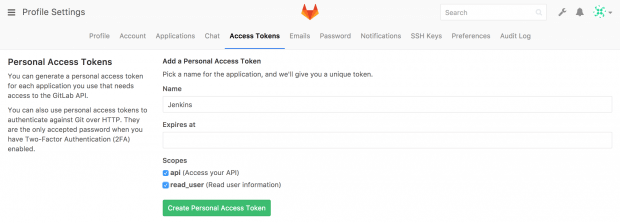 Profile Settings
Search
Profile Account Applications Chat Access Tokens Emails Password Notifications SSH Keys Preferences Audit Log
Personal Access Tokens
You can generate a personal access token
for each application you use that needs
access to the GitLab API.
You can also use personal access tokens to
authenticate against Git over HTTP. They
are the only accepted password when you
have Two-Factor Authentication (2FA)
enabled.
Add a Personal Access Token
Pick a name for the application, and we'll give you a unique token.
Name
Jenkins
Expires at
Scopes
api (Access your API)
read_user (Read user information)
Create Personal Access Token